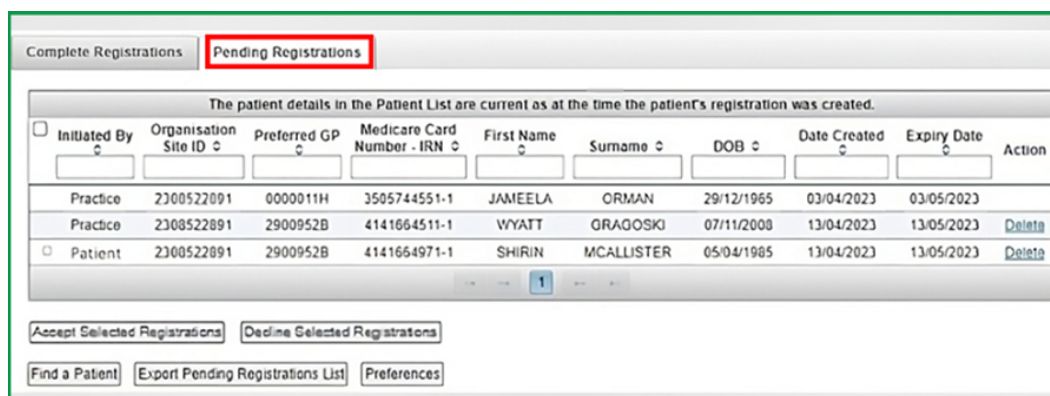 Complete Registrations Pending Registrations
The patient details in the Patient List are current as at the time the patient's registration was created.
Initiated By Organisation Site ID Preferred GP Medicare Card Number - IRN First Name Surname DOB Date Created Expiry Date Action
Practice 2308522891 0000011H 3505744551-1 JAMEELA ORMAN 29/12/1965 03/04/2023 03/05/2023
Practice 2308522891 2900952B 4141664511-1 WYATT GRAGOSKI 07/11/2008 13/04/2023 13/05/2023 Delete
Patient 2308522891 2900952B 4141664971-1 SHIRIN MCALLISTER 05/04/1985 13/04/2023 13/05/2023 Delete
1
Accept Selected Registrations Decline Selected Registrations
Find a Patient Export Pending Registrations List Preferences